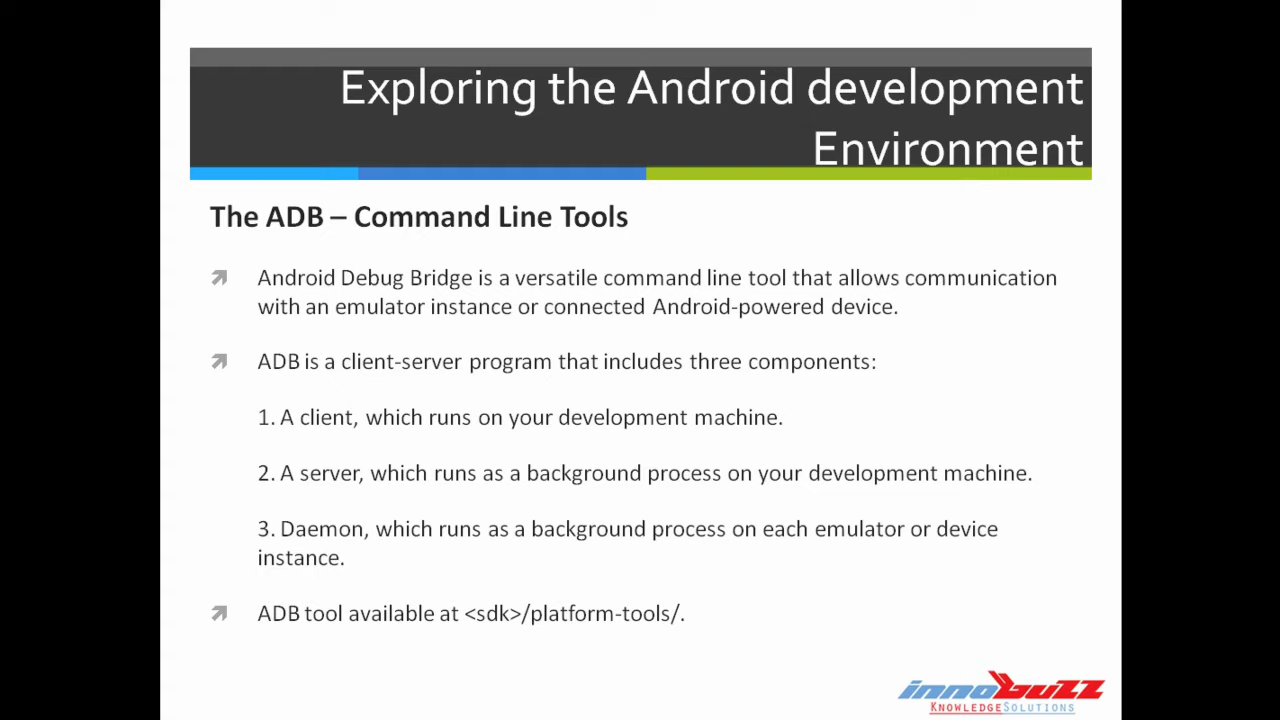 Exploring the Android development
Environment
The ADB – Command Line Tools
Android Debug Bridge is a versatile command line tool that allows communication
with an emulator instance or connected Android-powered device.
ADB is a client-server program that includes three components:
1. A client, which runs on your development machine.
2. A server, which runs as a background process on your development machine.
3. Daemon, which runs as a background process on each emulator or device
instance.
ADB tool available at <sdk>/platform-tools/.
innobuzz
KNOWLEDGESOLUTIONS